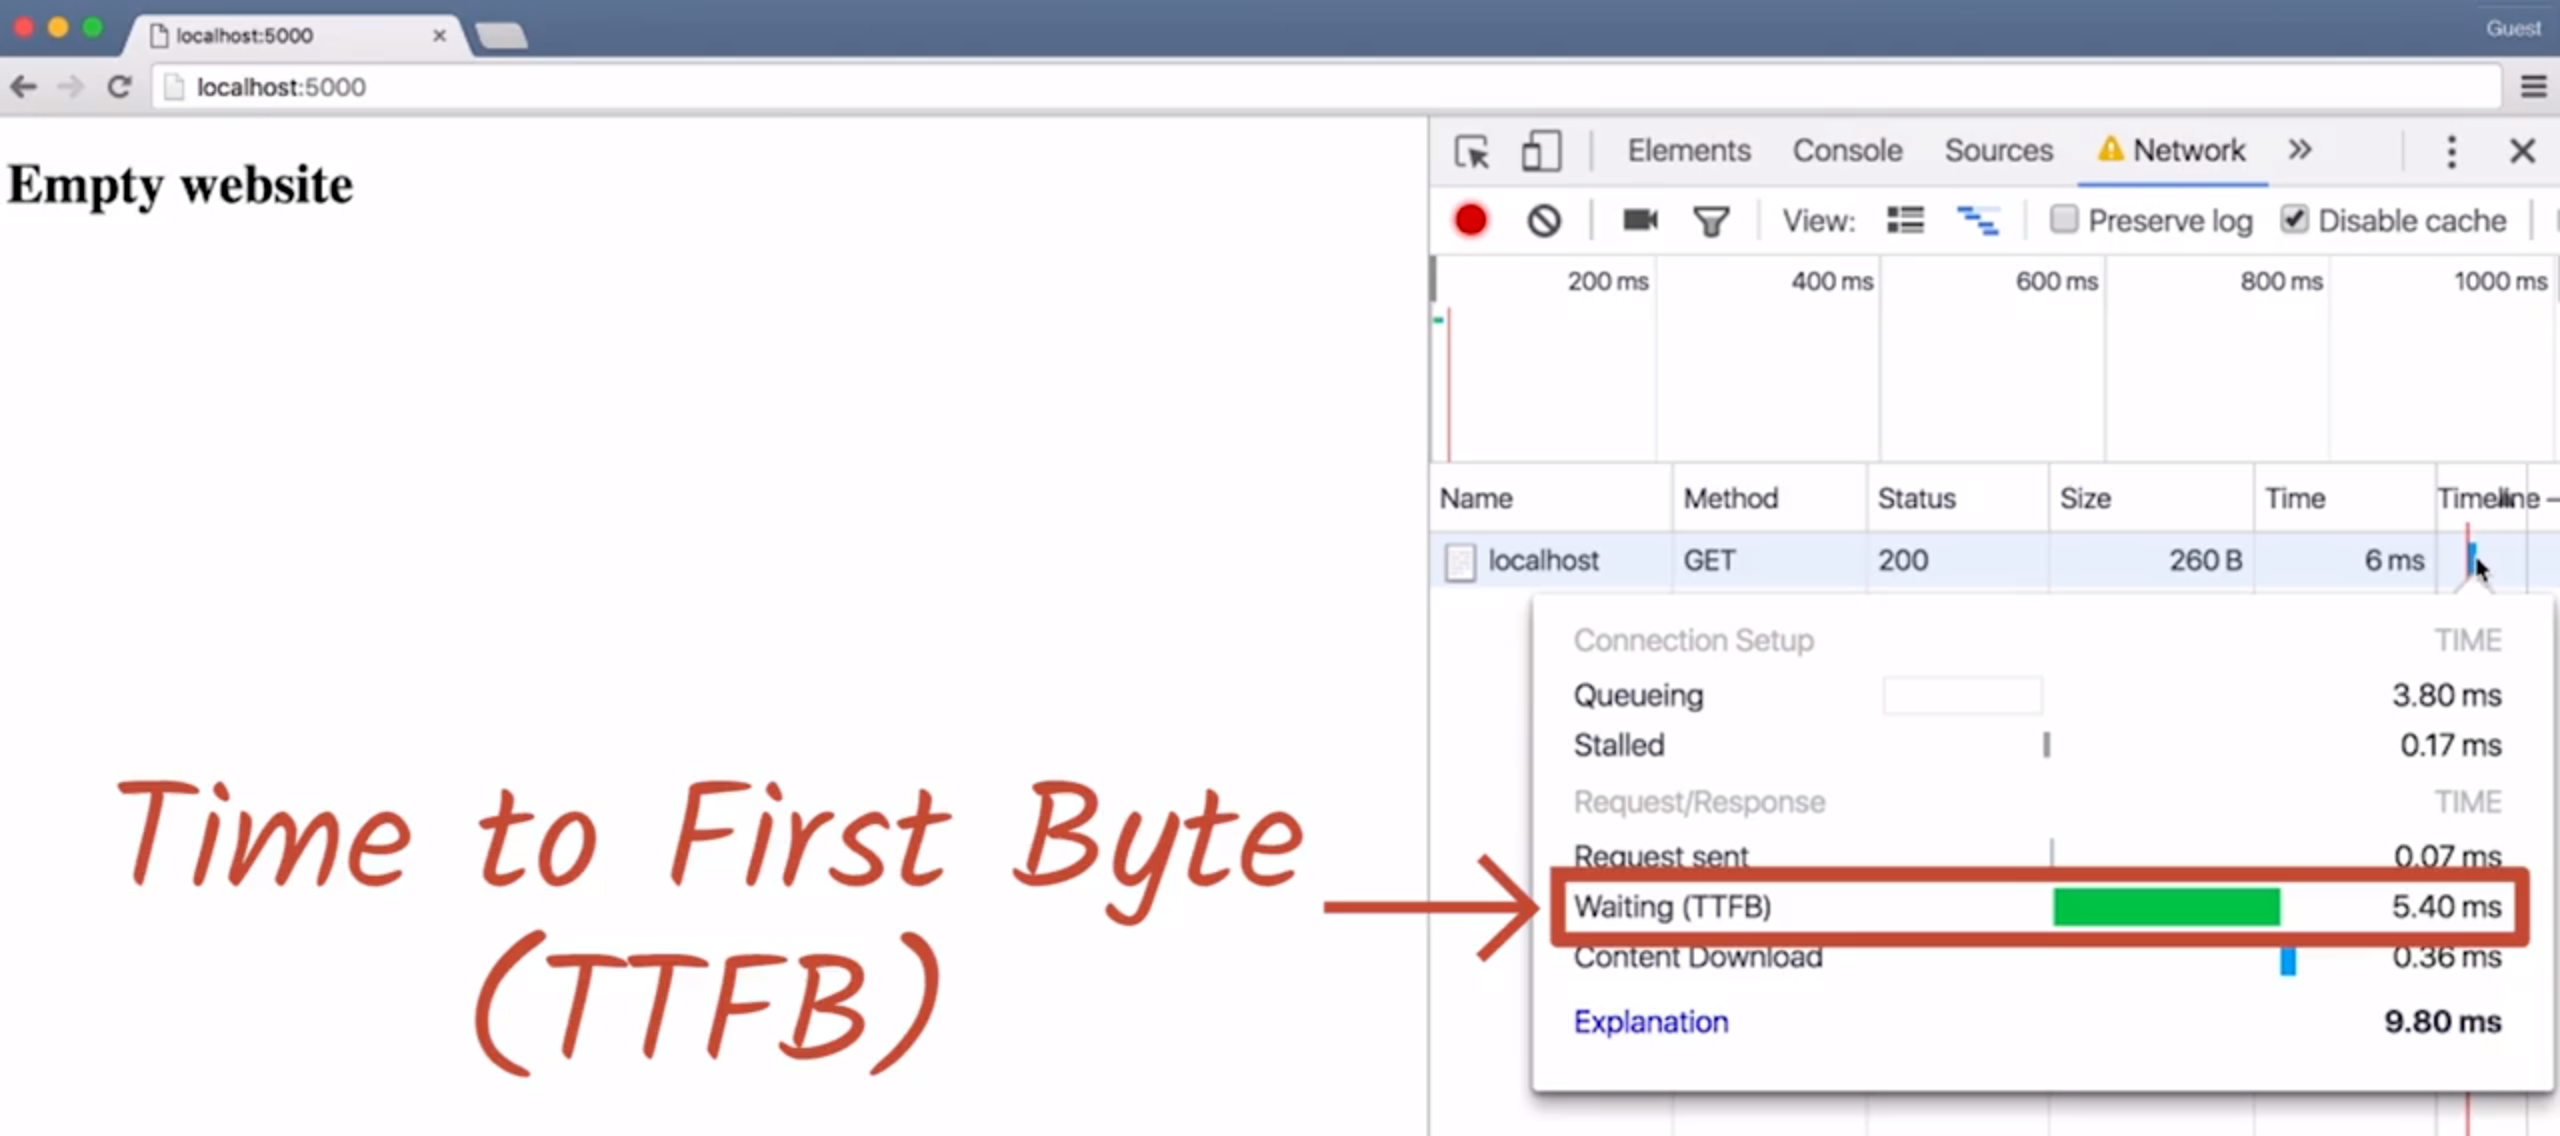 localhost:5000
Guest
localhost:5000
Empty website
Elements Console Sources Network
View: Preserve log Disable cache
200 ms 400 ms 600 ms 800 ms 1000 ms
Name Method Status Size Time Timeline –
localhost GET 200 260 B 6 ms
Connection Setup TIME
Queueing 3.80 ms
Stalled 0.17 ms
Request/Response TIME
Request sent 0.07 ms
Waiting (TTFB) 5.40 ms
Content Download 0.36 ms
Explanation 9.80 ms
Time to First Byte
(TTFB)